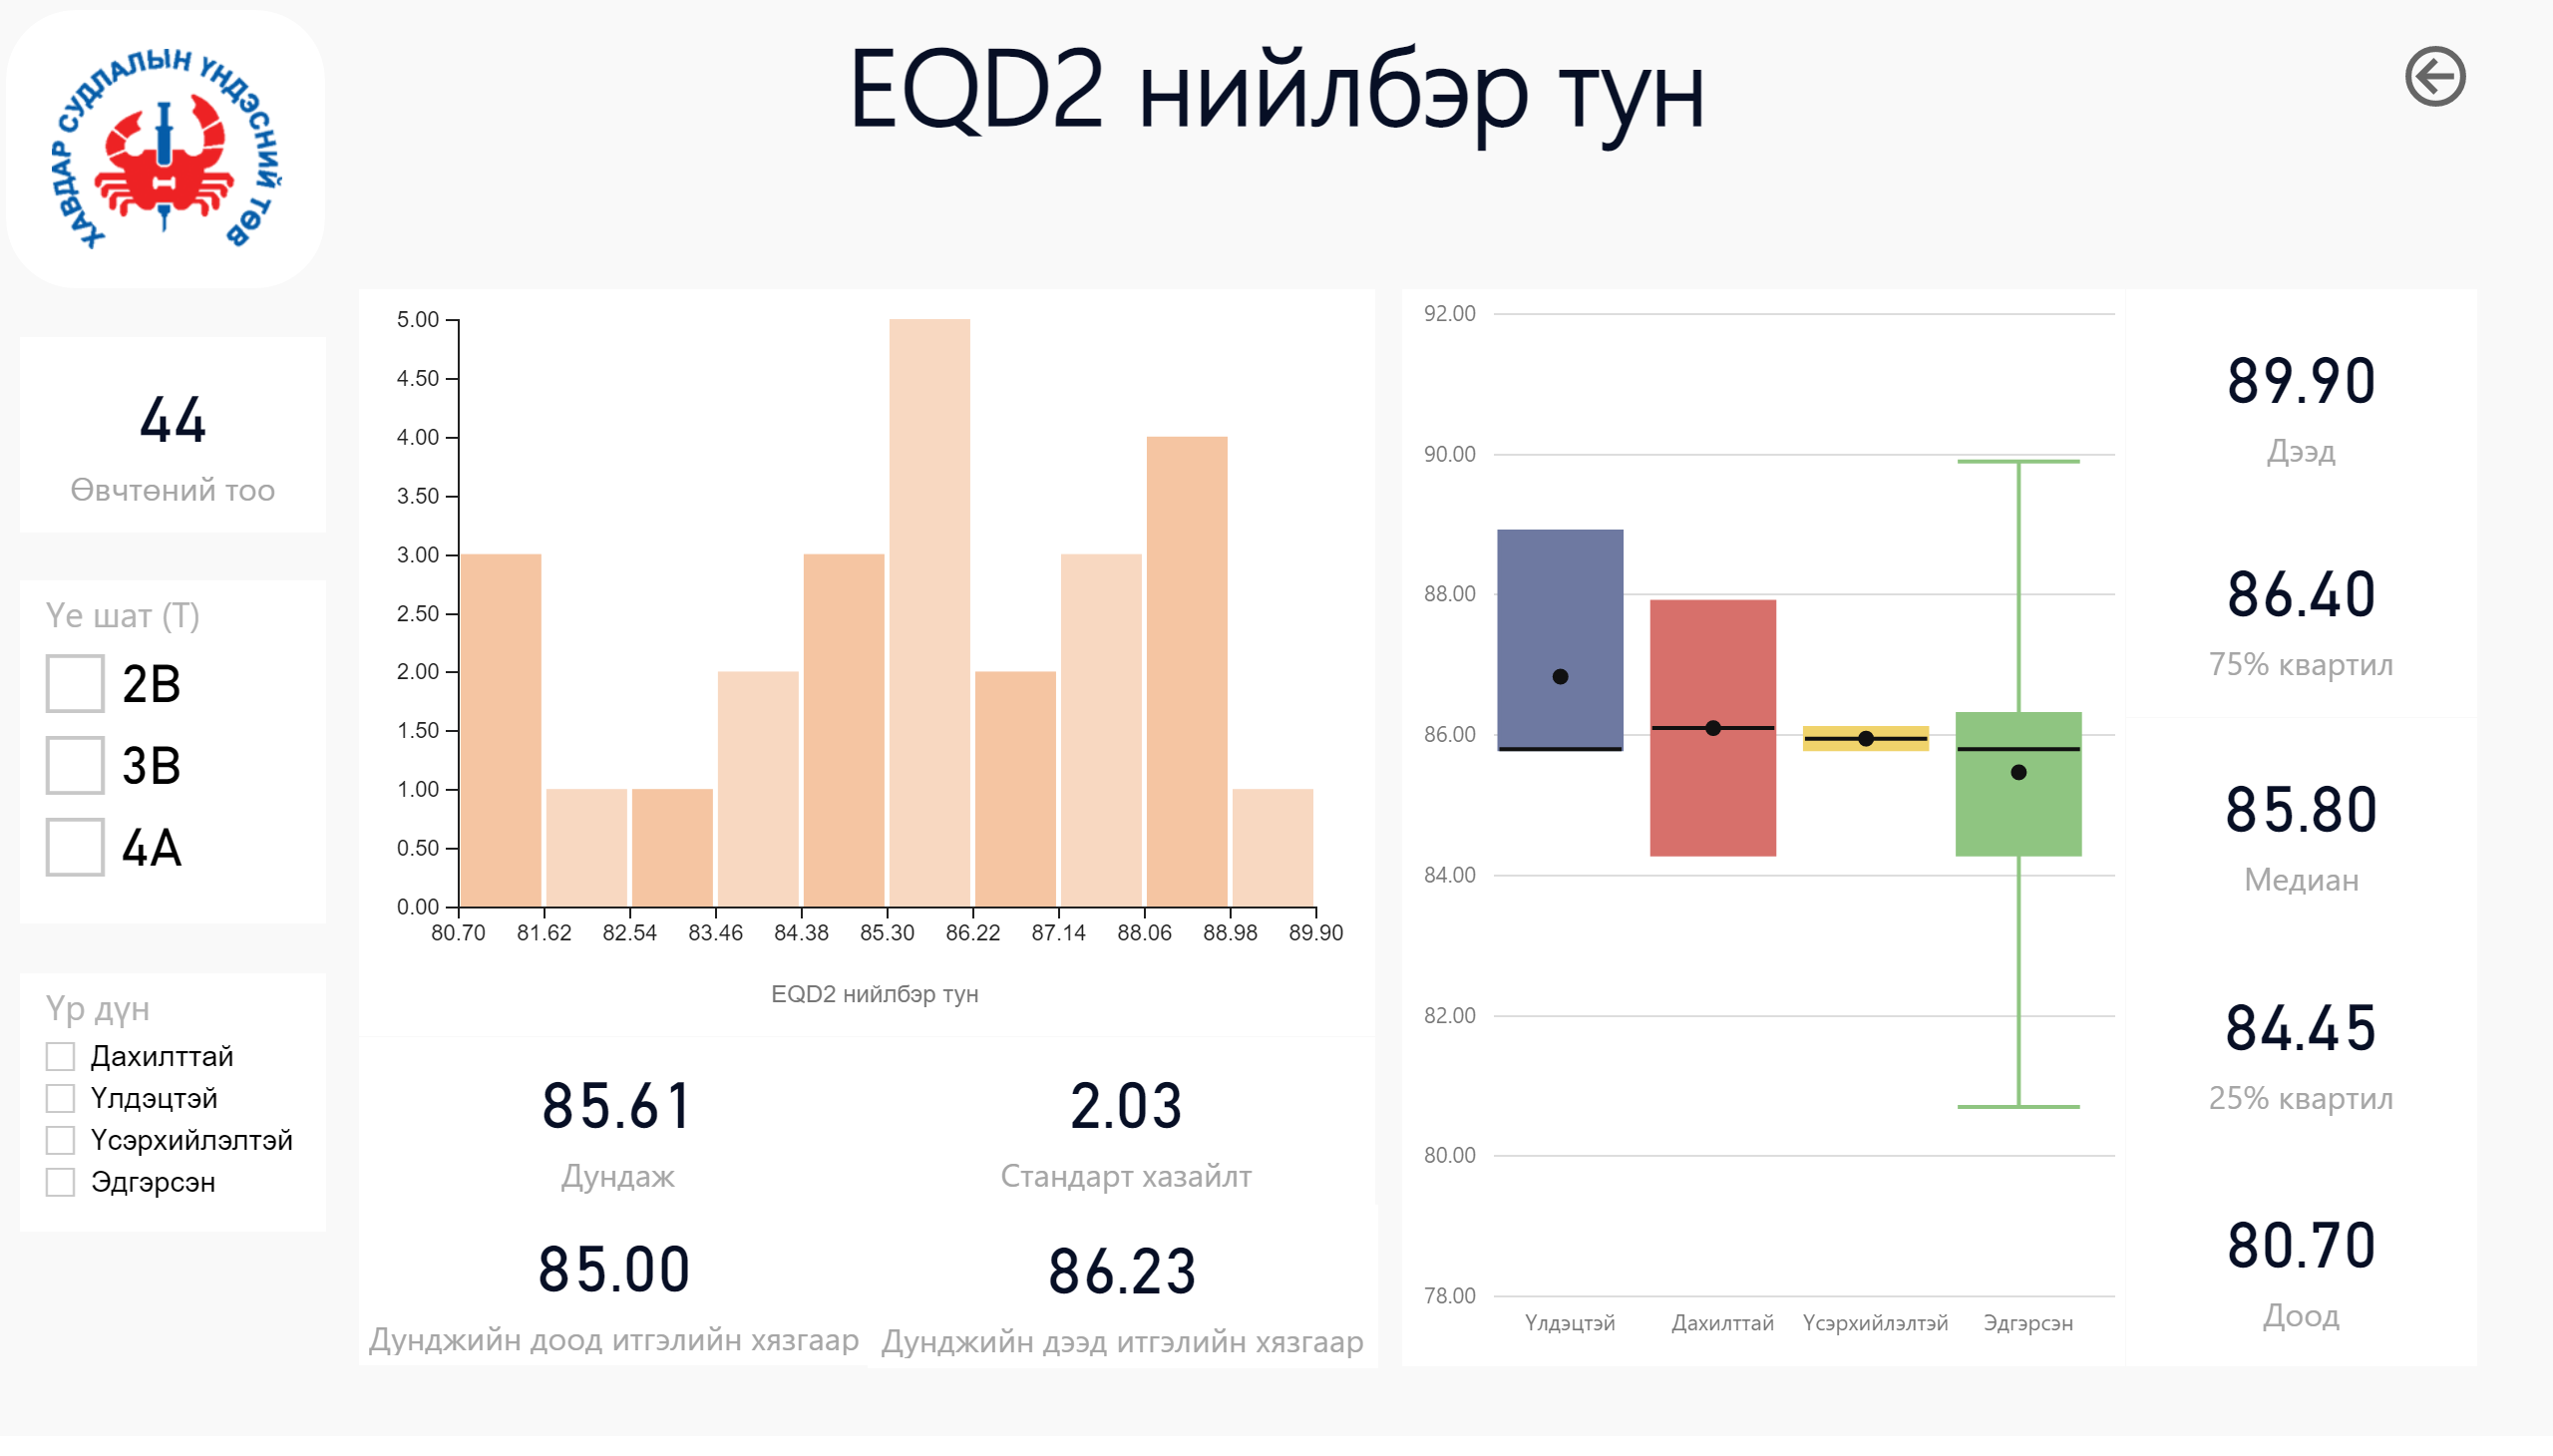 ХАВДАР СУДЛАЛЫН ҮНДЭСНИЙ ТӨВ
EQD2 нийлбэр тун
44
Өвчтөний тоо
Үе шат (T)
2B
3B
4A
Үр дүн
Дахилттай
Үлдэцтэй
Үсэрхийлэлтэй
Эдгэрсэн
5.00
4.50
4.00
3.50
3.00
2.50
2.00
1.50
1.00
0.50
0.00
80.70 81.62 82.54 83.46 84.38 85.30 86.22 87.14 88.06 88.98 89.90
EQD2 нийлбэр тун
85.61
Дундаж
2.03
Стандарт хазайлт
85.00
Дунджийн доод итгэлийн хязгаар
86.23
Дунджийн дээд итгэлийн хязгаар
92.00
90.00
88.00
86.00
84.00
82.00
80.00
78.00
Үлдэцтэй Дахилттай Үсэрхийлэлтэй Эдгэрсэн
89.90
Дээд
86.40
75% квартил
85.80
Медиан
84.45
25% квартил
80.70
Доод